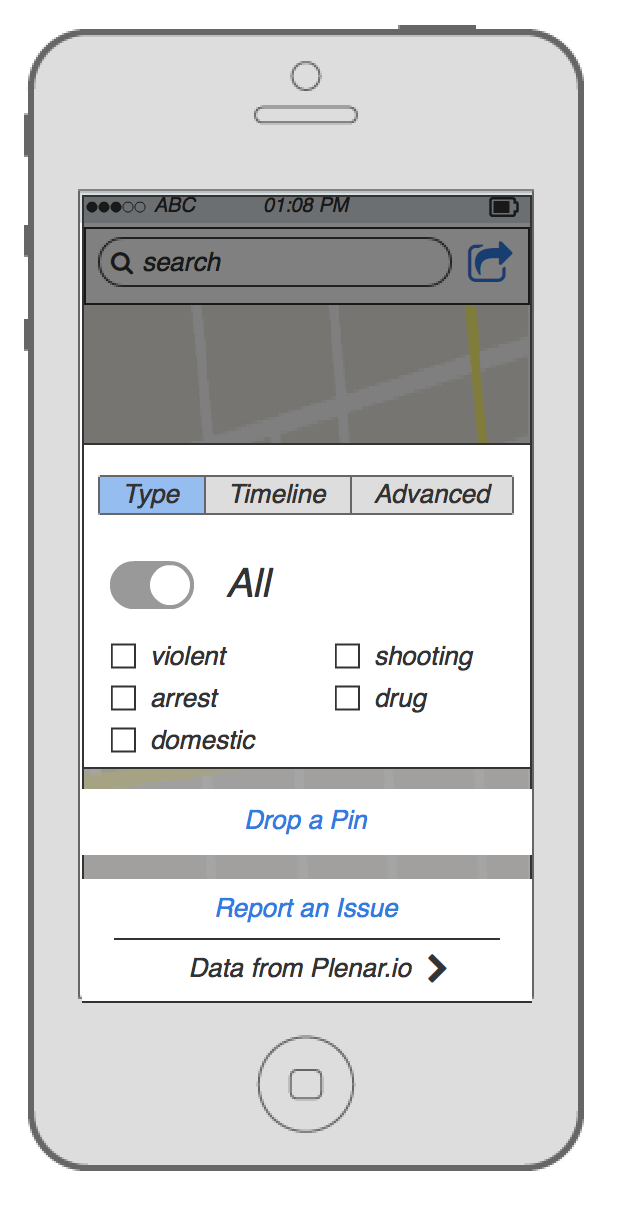 ABC 01:08 PM
search
Type Timeline Advanced
All
violent shooting
arrest drug
domestic
Drop a Pin
Report an Issue
Data from Plenar.io